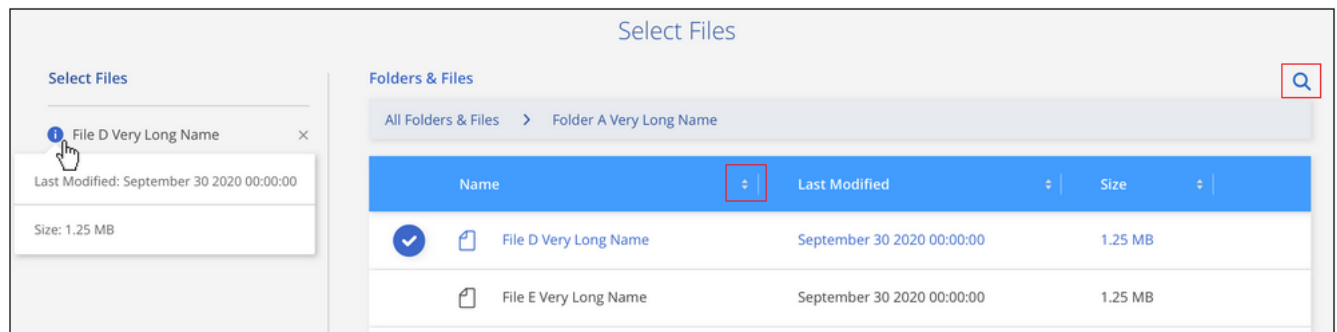 Select Files
Select Files
File D Very Long Name
Last Modified: September 30 2020 00:00:00
Size: 1.25 MB
Folders & Files
All Folders & Files > Folder A Very Long Name
Name Last Modified Size
File D Very Long Name September 30 2020 00:00:00 1.25 MB
File E Very Long Name September 30 2020 00:00:00 1.25 MB